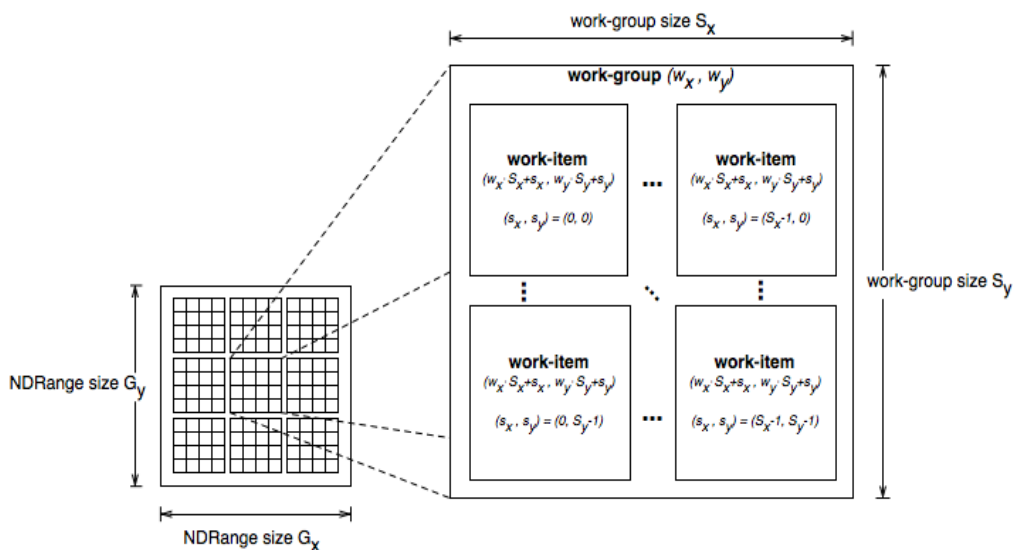 work-group size Sx
work-group (wx , wy)
work-item
(wx· Sx+sx , wy· Sy+sy)
(sx , sy) = (0, 0)
...
work-item
(wx· Sx+sx , wy· Sy+sy)
(sx , sy) = (Sx-1, 0)
work-group size Sy
work-item
(wx· Sx+sx , wy· Sy+sy)
(sx , sy) = (0, Sy-1)
...
work-item
(wx· Sx+sx , wy· Sy+sy)
(sx , sy) = (Sx-1, Sy-1)
NDRange size Gy
NDRange size Gx